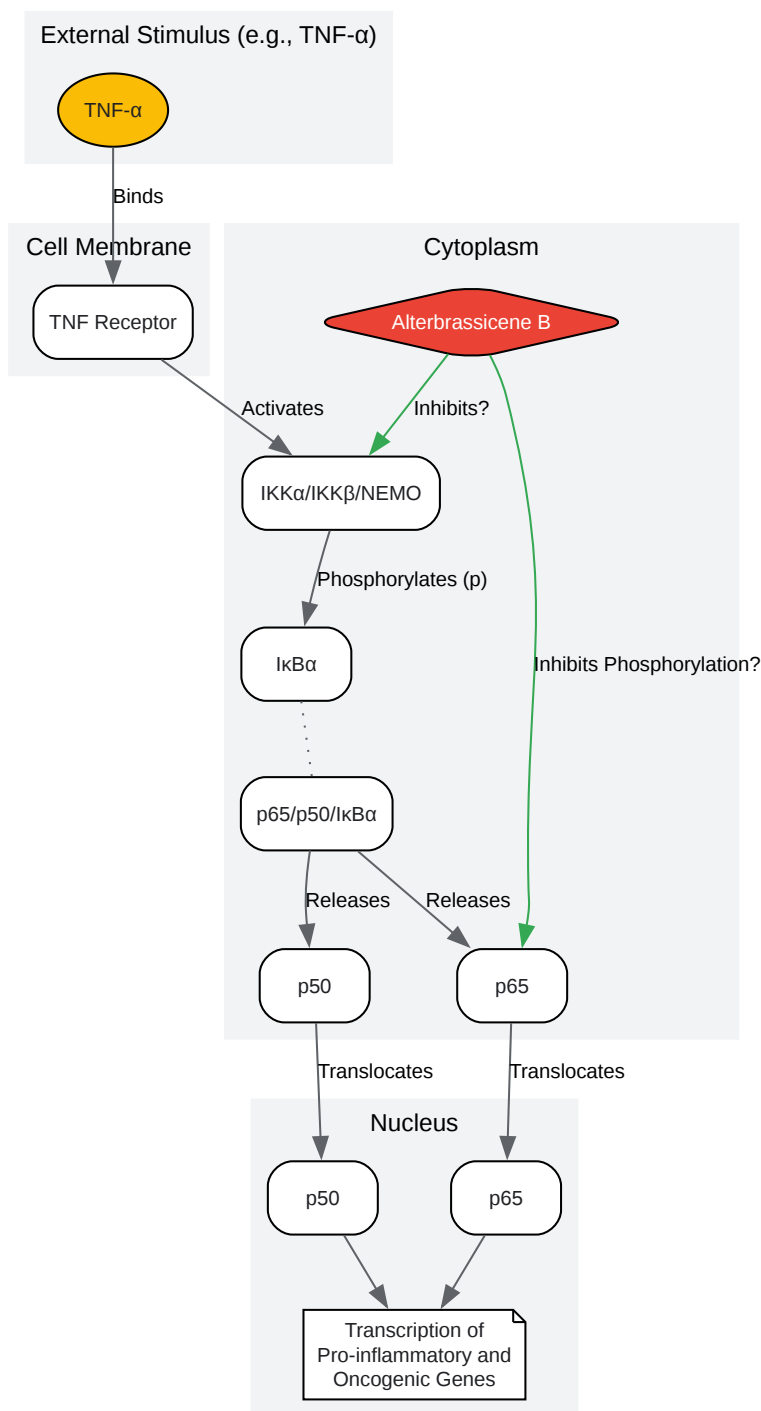 External Stimulus (e.g., TNF-α)
TNF-α
Binds
Cell Membrane
Cytoplasm
TNF Receptor
Alterbrassicene B
Activates
Inhibits?
IKKα/IKKβ/NEMO
Phosphorylates (p)
IκBα
Inhibits Phosphorylation?
p65/p50/IκBα
Releases
Releases
p50
p65
Translocates
Translocates
Nucleus
p50
p65
Transcription of
Pro-inflammatory and
Oncogenic Genes